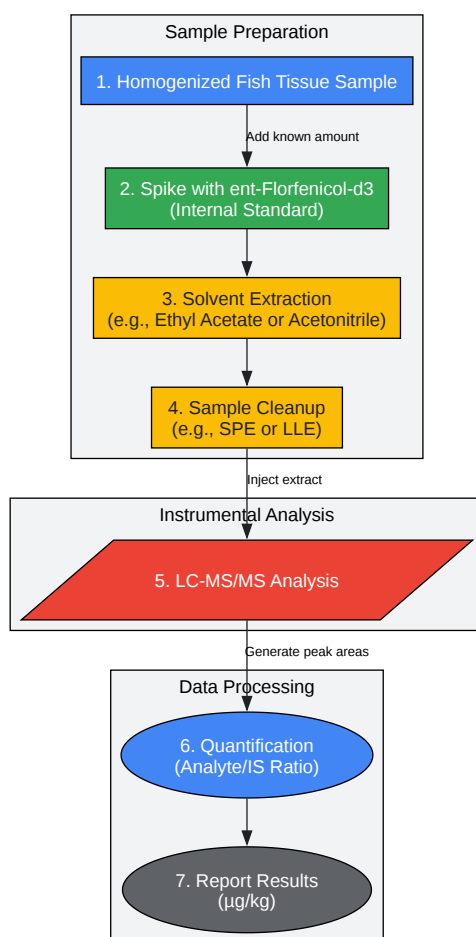 Sample Preparation
1. Homogenized Fish Tissue Sample
Add known amount
2. Spike with ent-Florfenicol-d3
(Internal Standard)
3. Solvent Extraction
(e.g., Ethyl Acetate or Acetonitrile)
4. Sample Cleanup
(e.g., SPE or LLE)
Inject extract
Instrumental Analysis
5. LC-MS/MS Analysis
Generate peak areas
Data Processing
6. Quantification
(Analyte/IS Ratio)
7. Report Results
(µg/kg)